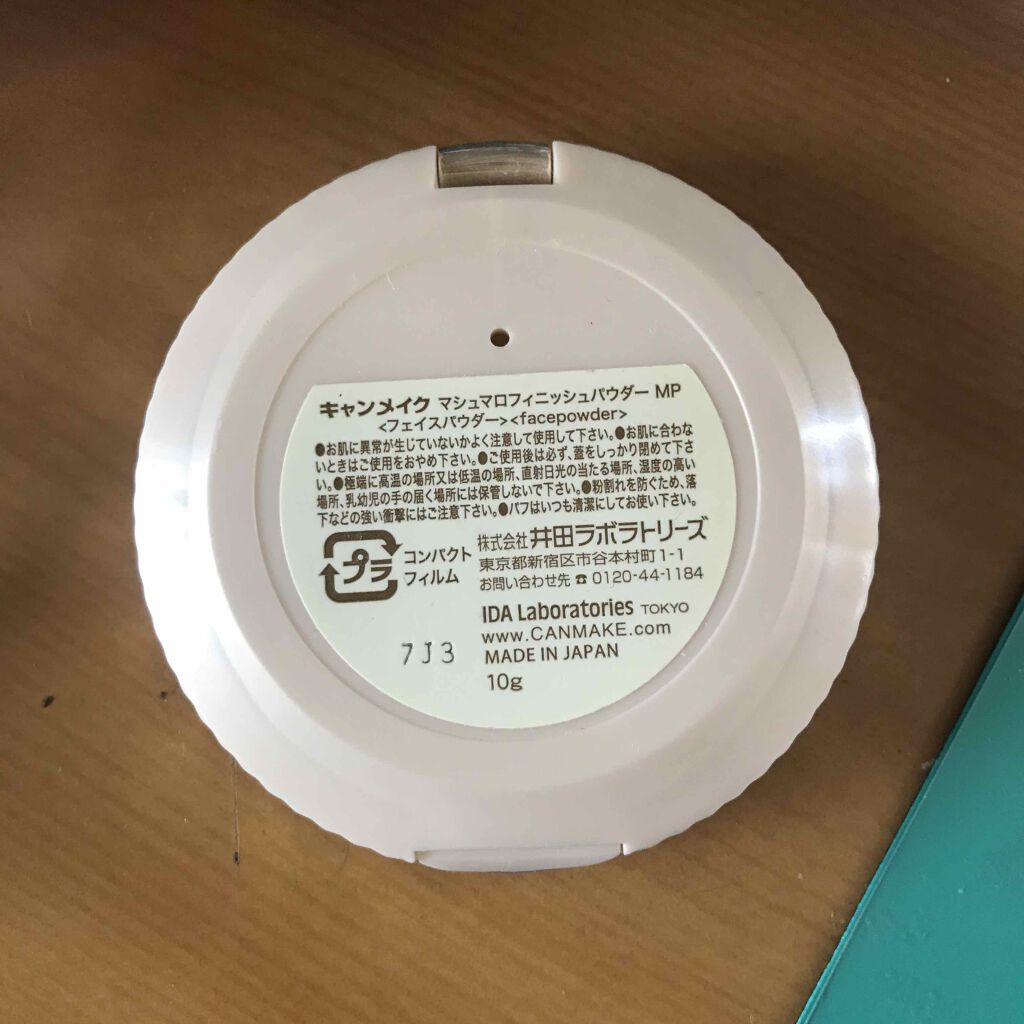 キャンメイク マシュマロフィニッシュパウダー MP
<フェイスパウダー><facepowder>
●お肌に異常が生じていないかよく注意して使用して下さい。●お肌に合わな
いときはご使用をおやめ下さい。●ご使用後は必ず、蓋をしっかり閉めて下さ
い。●極端に高温の場所又は低温の場所、直射日光の当たる場所、湿度の高い
場所、乳幼児の手の届く場所には保管しないで下さい。●粉割れを防ぐため、落
下などの強い衝撃にはご注意下さい。●パフはいつも清潔にしてお使い下さい。
プラ
コンパクト
フィルム
株式会社 井田ラボラトリーズ
東京都新宿区市谷本村町1-1
お問い合わせ先 ☎ 0120-44-1184
IDA Laboratories TOKYO
www.CANMAKE.com
MADE IN JAPAN
10g
7J3